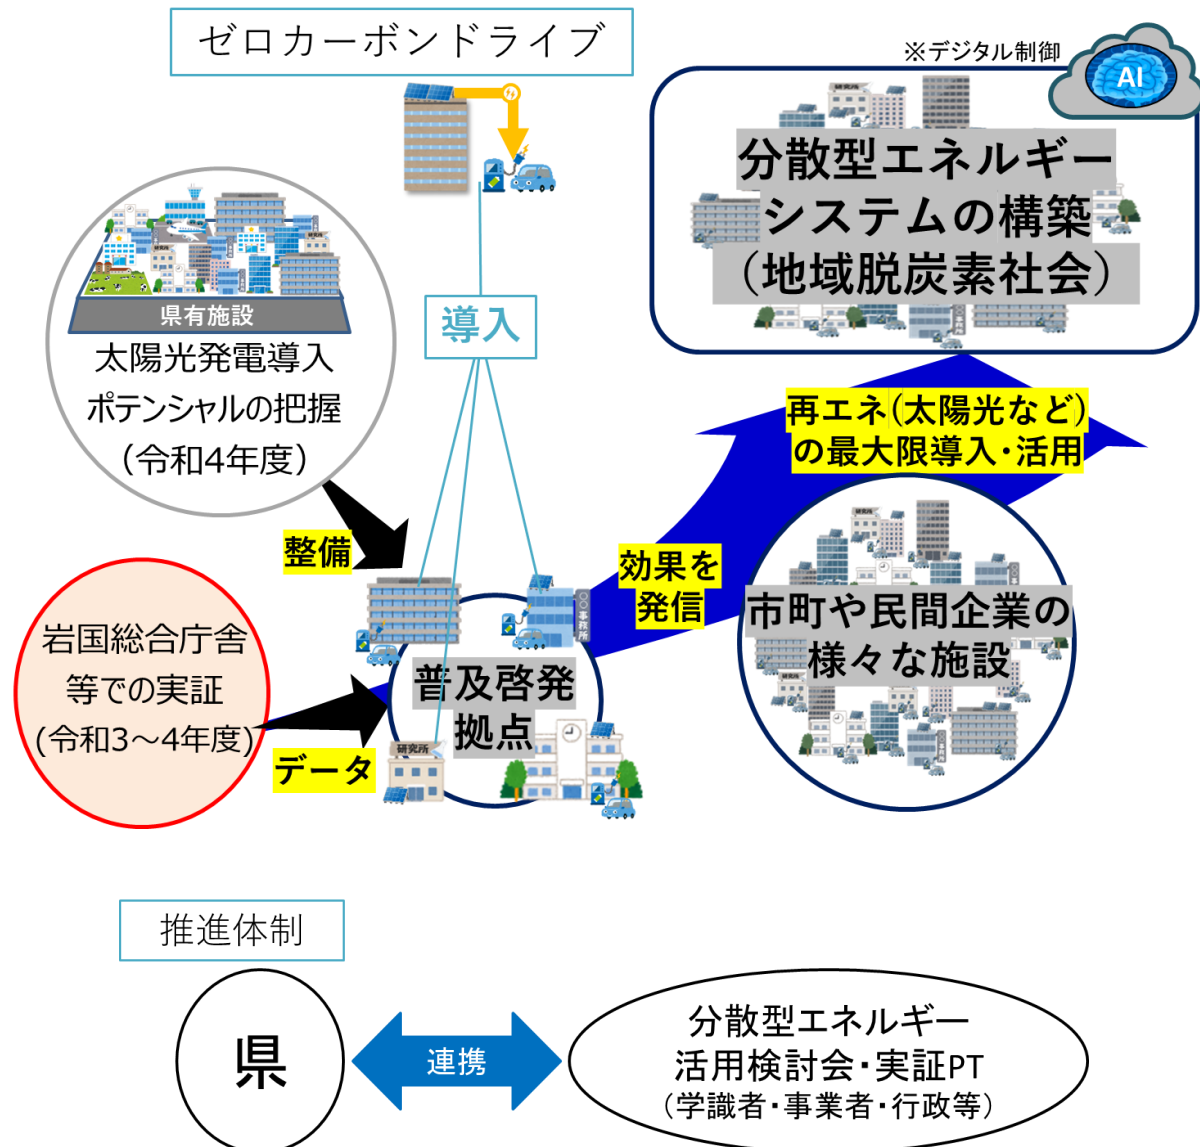 ゼロカーボンドライブ
※デジタル制御
AI
分散型エネルギー
システムの構築
（地域脱炭素社会）
県有施設
太陽光発電導入
ポテンシャルの把握
（令和4年度）
導入
再エネ(太陽光など)
の最大限導入・活用
整備
効果を
発信
岩国総合庁舎
等での実証
(令和3～4年度)
データ
普及啓発
拠点
〇〇事務所
研究所
市町や民間企業の
様々な施設
推進体制
県
連携
分散型エネルギー
活用検討会・実証PT
（学識者・事業者・行政等）